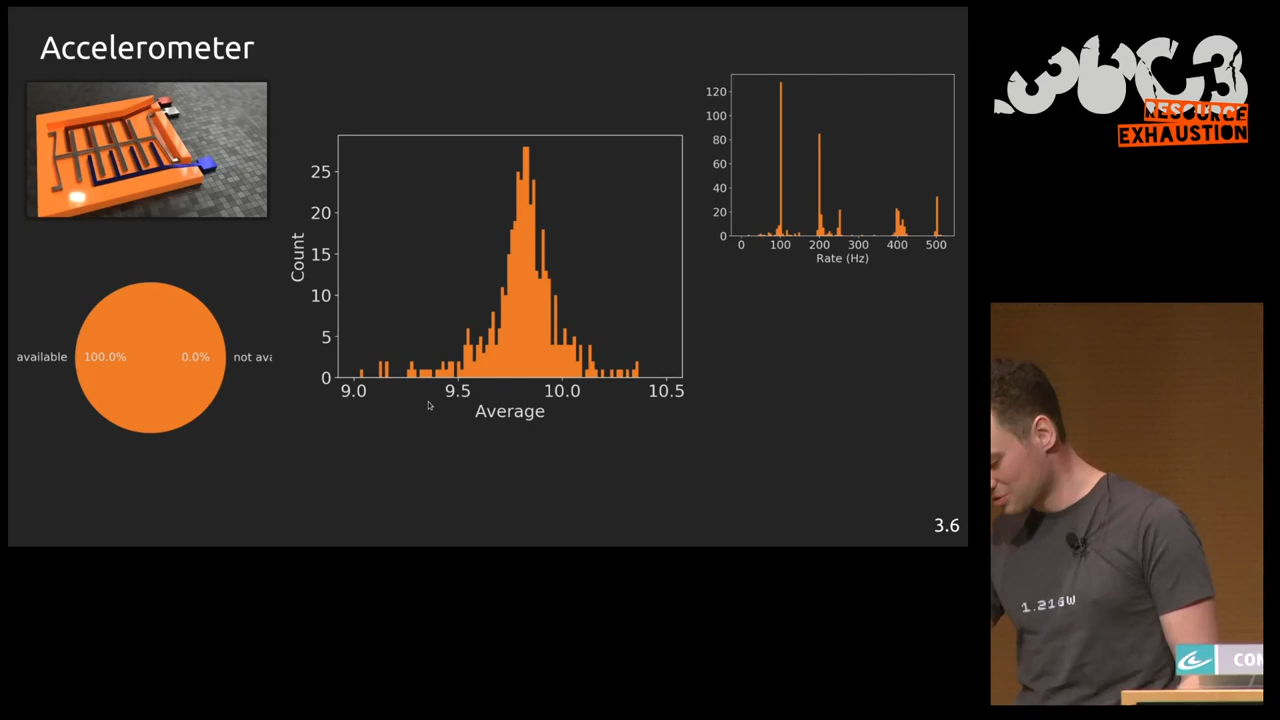 Accelerometer
available 100.0% 0.0% not ava
Count
25
20
15
10
5
0
9.0 9.5 10.0 10.5
Average
120
100
80
60
40
20
0
0 100 200 300 400 500
Rate (Hz)
3.6
36C3
RESOURCE
EXHAUSTION
1.21GW
CON